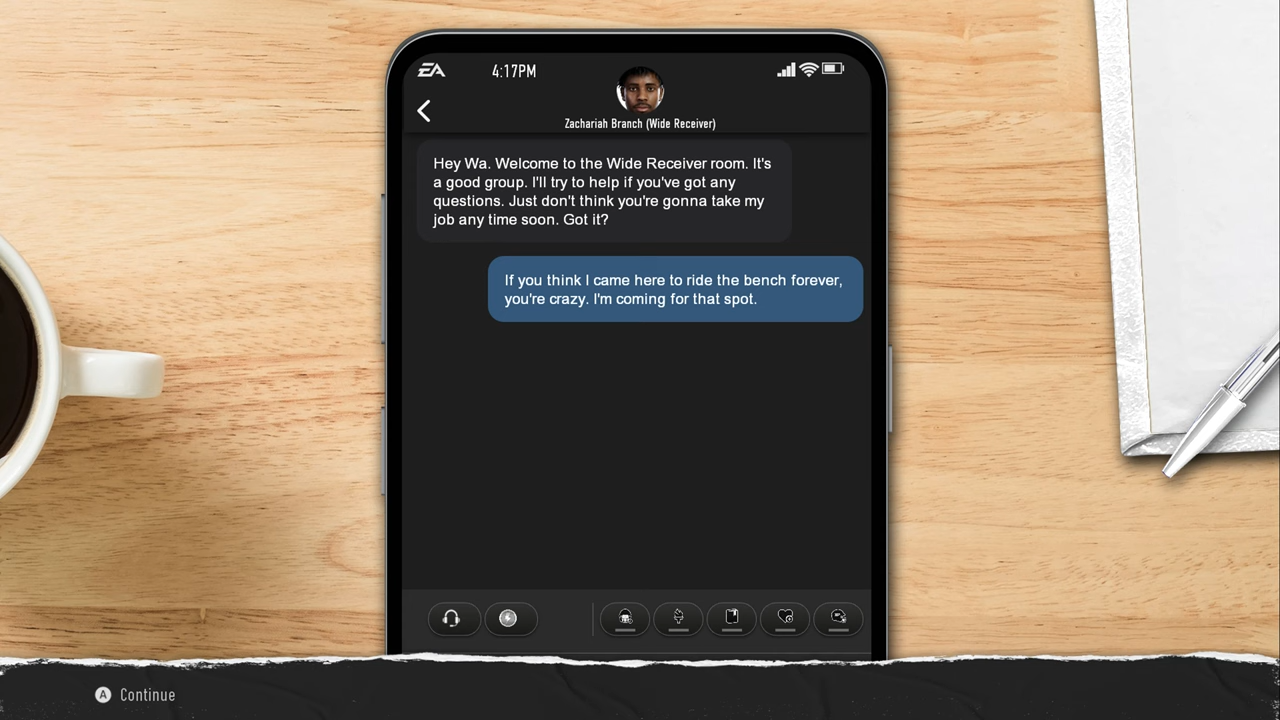 EA
4:17PM
Zachariah Branch (Wide Receiver)
Hey Wa. Welcome to the Wide Receiver room. It's
a good group. I'll try to help if you've got any
questions. Just don't think you're gonna take my
job any time soon. Got it?
If you think I came here to ride the bench forever,
you're crazy. I'm coming for that spot.
A Continue